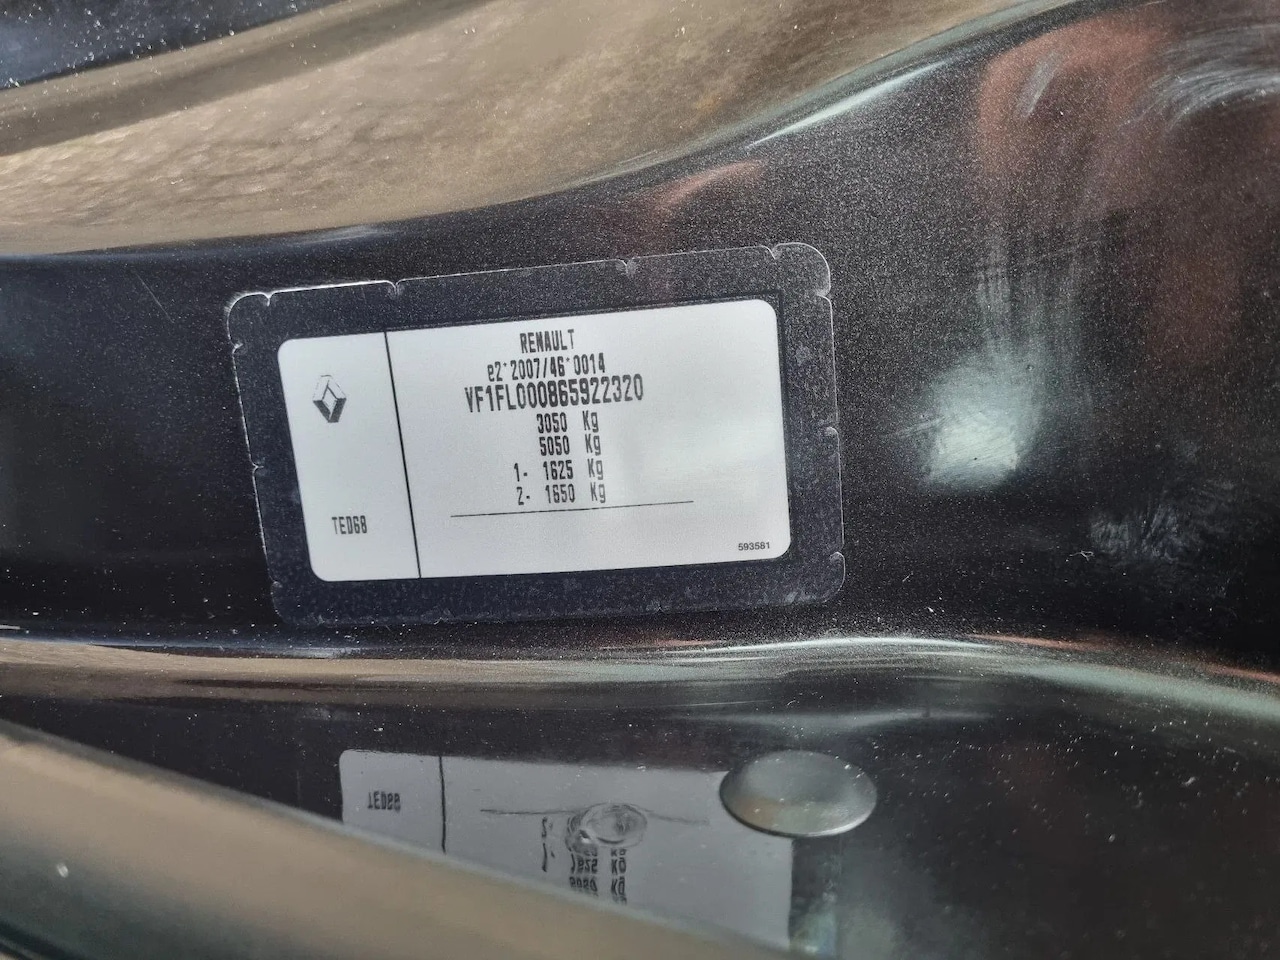 RENAULT
e2*2007/46*0014
VF1FL000865922320
3050 Kg
5050 Kg
1- 1625 Kg
2- 1650 Kg
TED68
593581